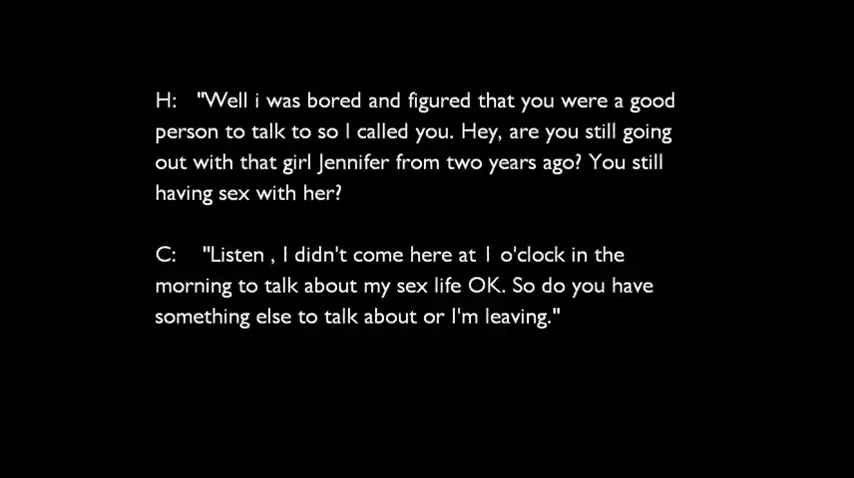 H:   "Well i was bored and figured that you were a good
person to talk to so I called you. Hey, are you still going
out with that girl Jennifer from two years ago? You still
having sex with her?
C:    "Listen , I didn't come here at 1 o'clock in the
morning to talk about my sex life OK. So do you have
something else to talk about or I'm leaving."